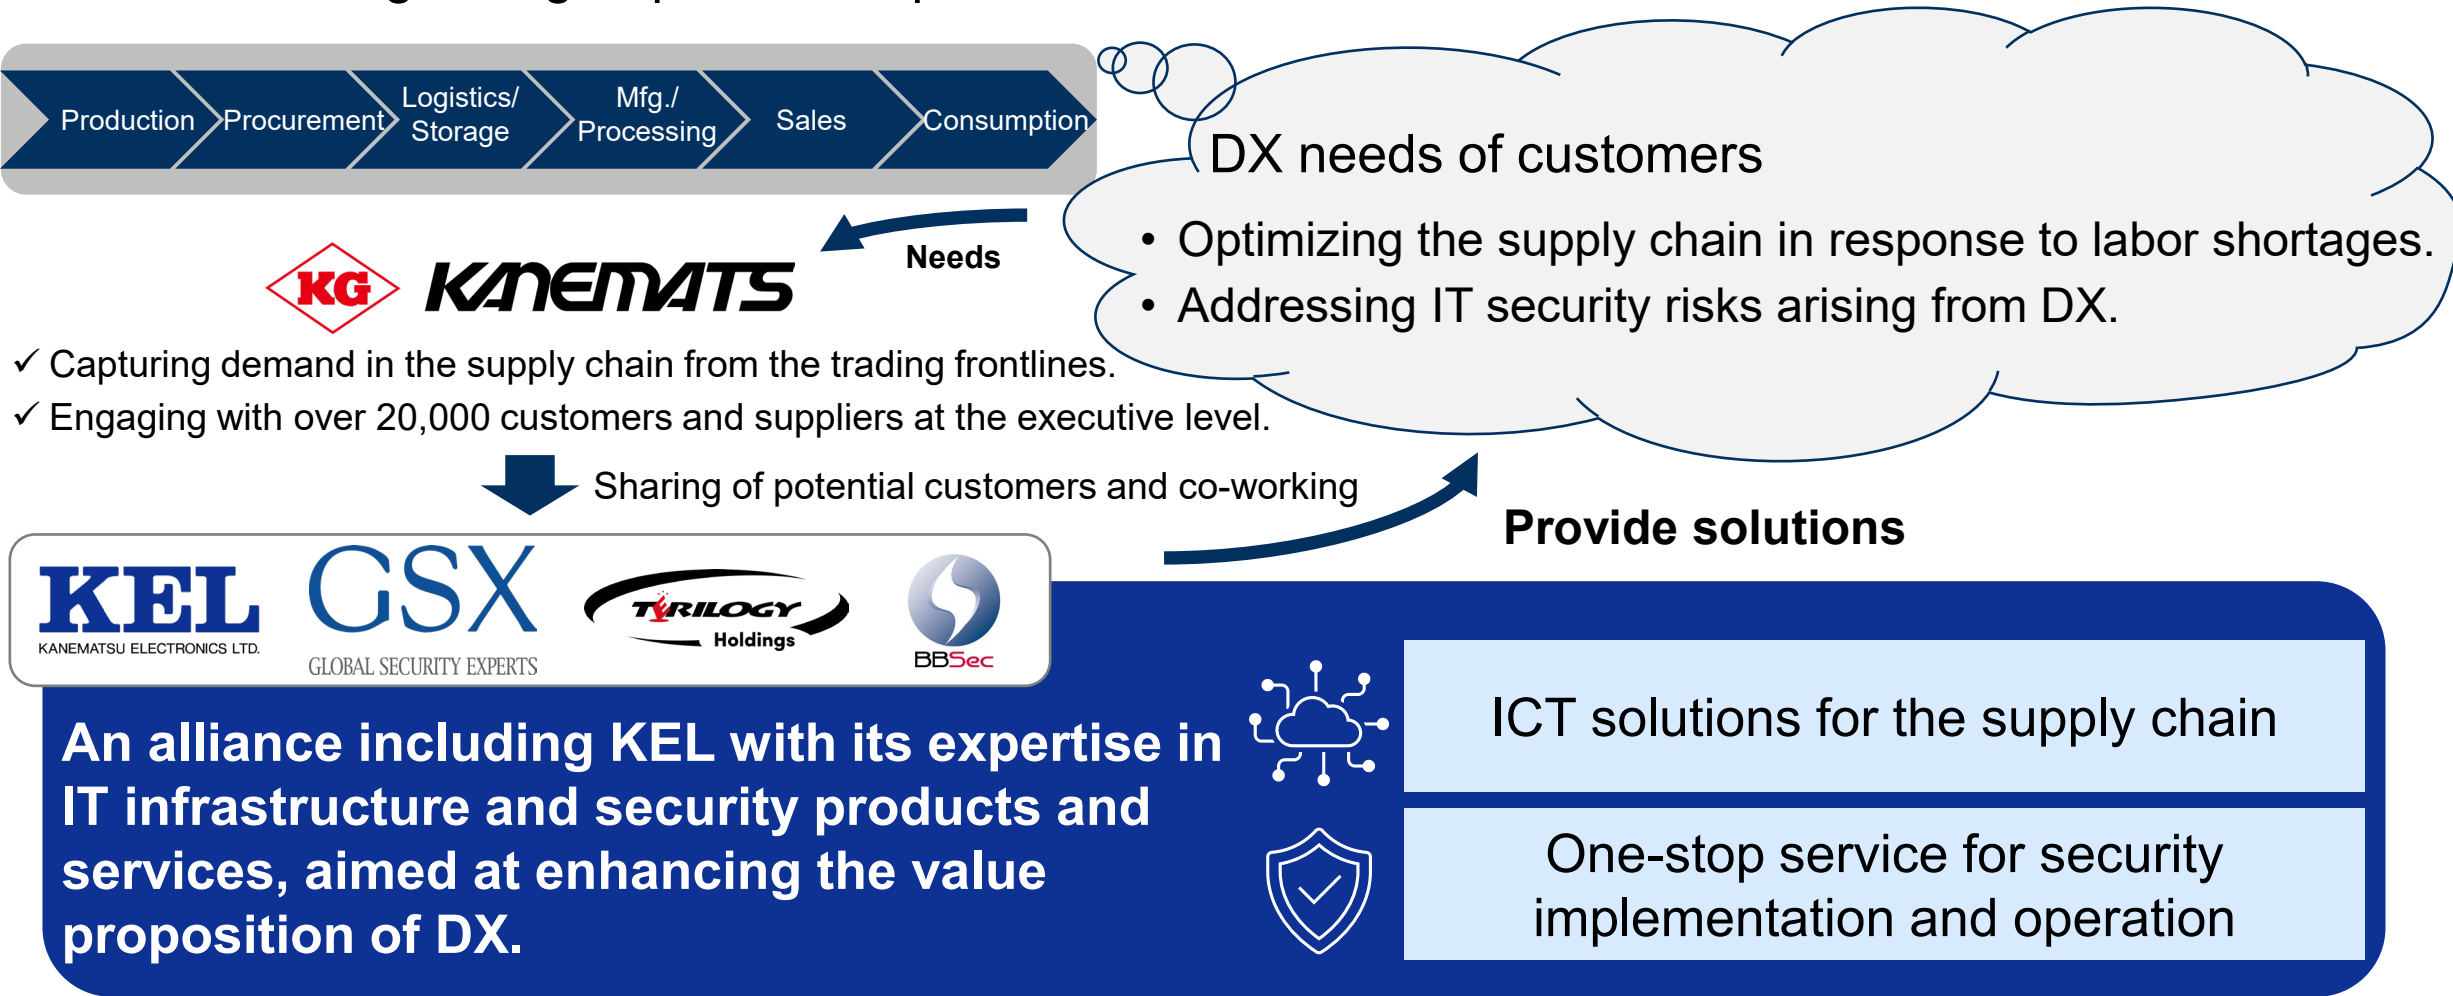 Production
Procurement
Logistics/
Storage
Mfg./
Processing
Sales
Consumption
DX needs of customers
• Optimizing the supply chain in response to labor shortages.
• Addressing IT security risks arising from DX.
Needs
KG KANEMATS
✓ Capturing demand in the supply chain from the trading frontlines.
✓ Engaging with over 20,000 customers and suppliers at the executive level.
Sharing of potential customers and co-working
Provide solutions
KEL
KANEMATSU ELECTRONICS LTD.
GSX
GLOBAL SECURITY EXPERTS
TERILOGY
Holdings
BBSec
An alliance including KEL with its expertise in
IT infrastructure and security products and
services, aimed at enhancing the value
proposition of DX.
ICT solutions for the supply chain
One-stop service for security
implementation and operation